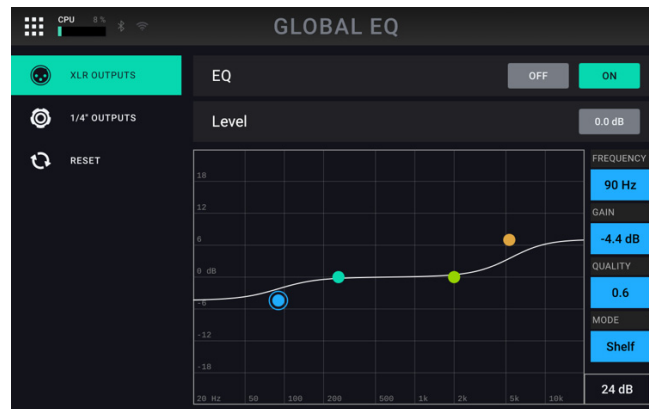 CPU 8% GLOBAL EQ
XLR OUTPUTS
1/4" OUTPUTS
RESET
EQ OFF ON
Level 0.0 dB
18
12
6
0 dB
-6
-12
-18
20 Hz 50 100 200 500 1k 2k 5k 10k
FREQUENCY
90 Hz
GAIN
-4.4 dB
QUALITY
0.6
MODE
Shelf
24 dB